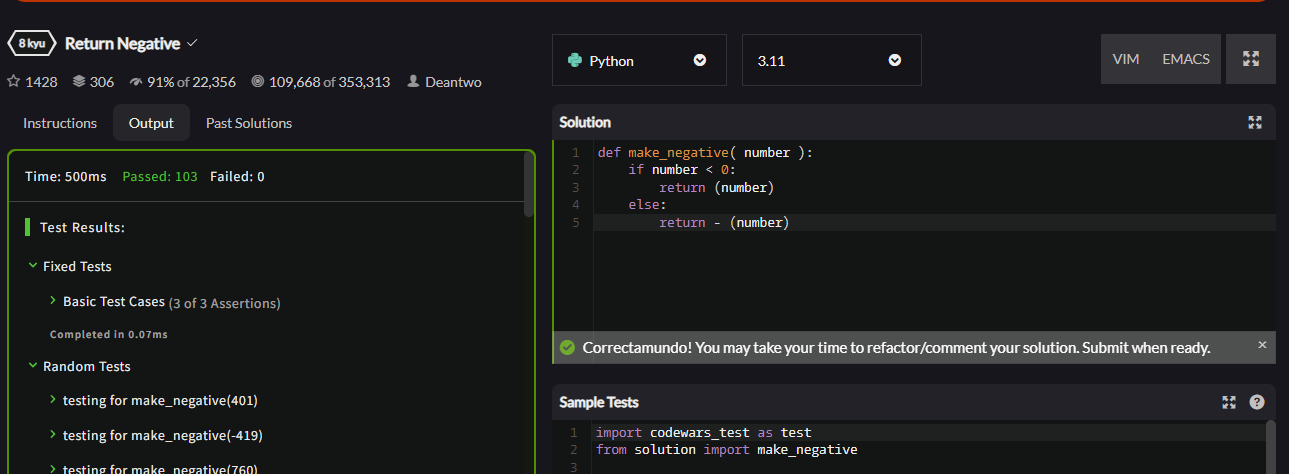 8 kyu Return Negative
1428 306 91% of 22,356 109,668 of 353,313 Deantwo
Instructions Output Past Solutions
Time: 500ms Passed: 103 Failed: 0
Test Results:
Fixed Tests
Basic Test Cases (3 of 3 Assertions)
Completed in 0.07ms
Random Tests
testing for make_negative(401)
testing for make_negative(-419)
testing for make_negative(760)
Python 3.11 VIM EMACS
Solution
1 def make_negative( number ):
2 if number < 0:
3 return (number)
4 else:
5 return - (number)
Correctamundo! You may take your time to refactor/comment your solution. Submit when ready.
Sample Tests
1 import codewars_test as test
2 from solution import make_negative
3